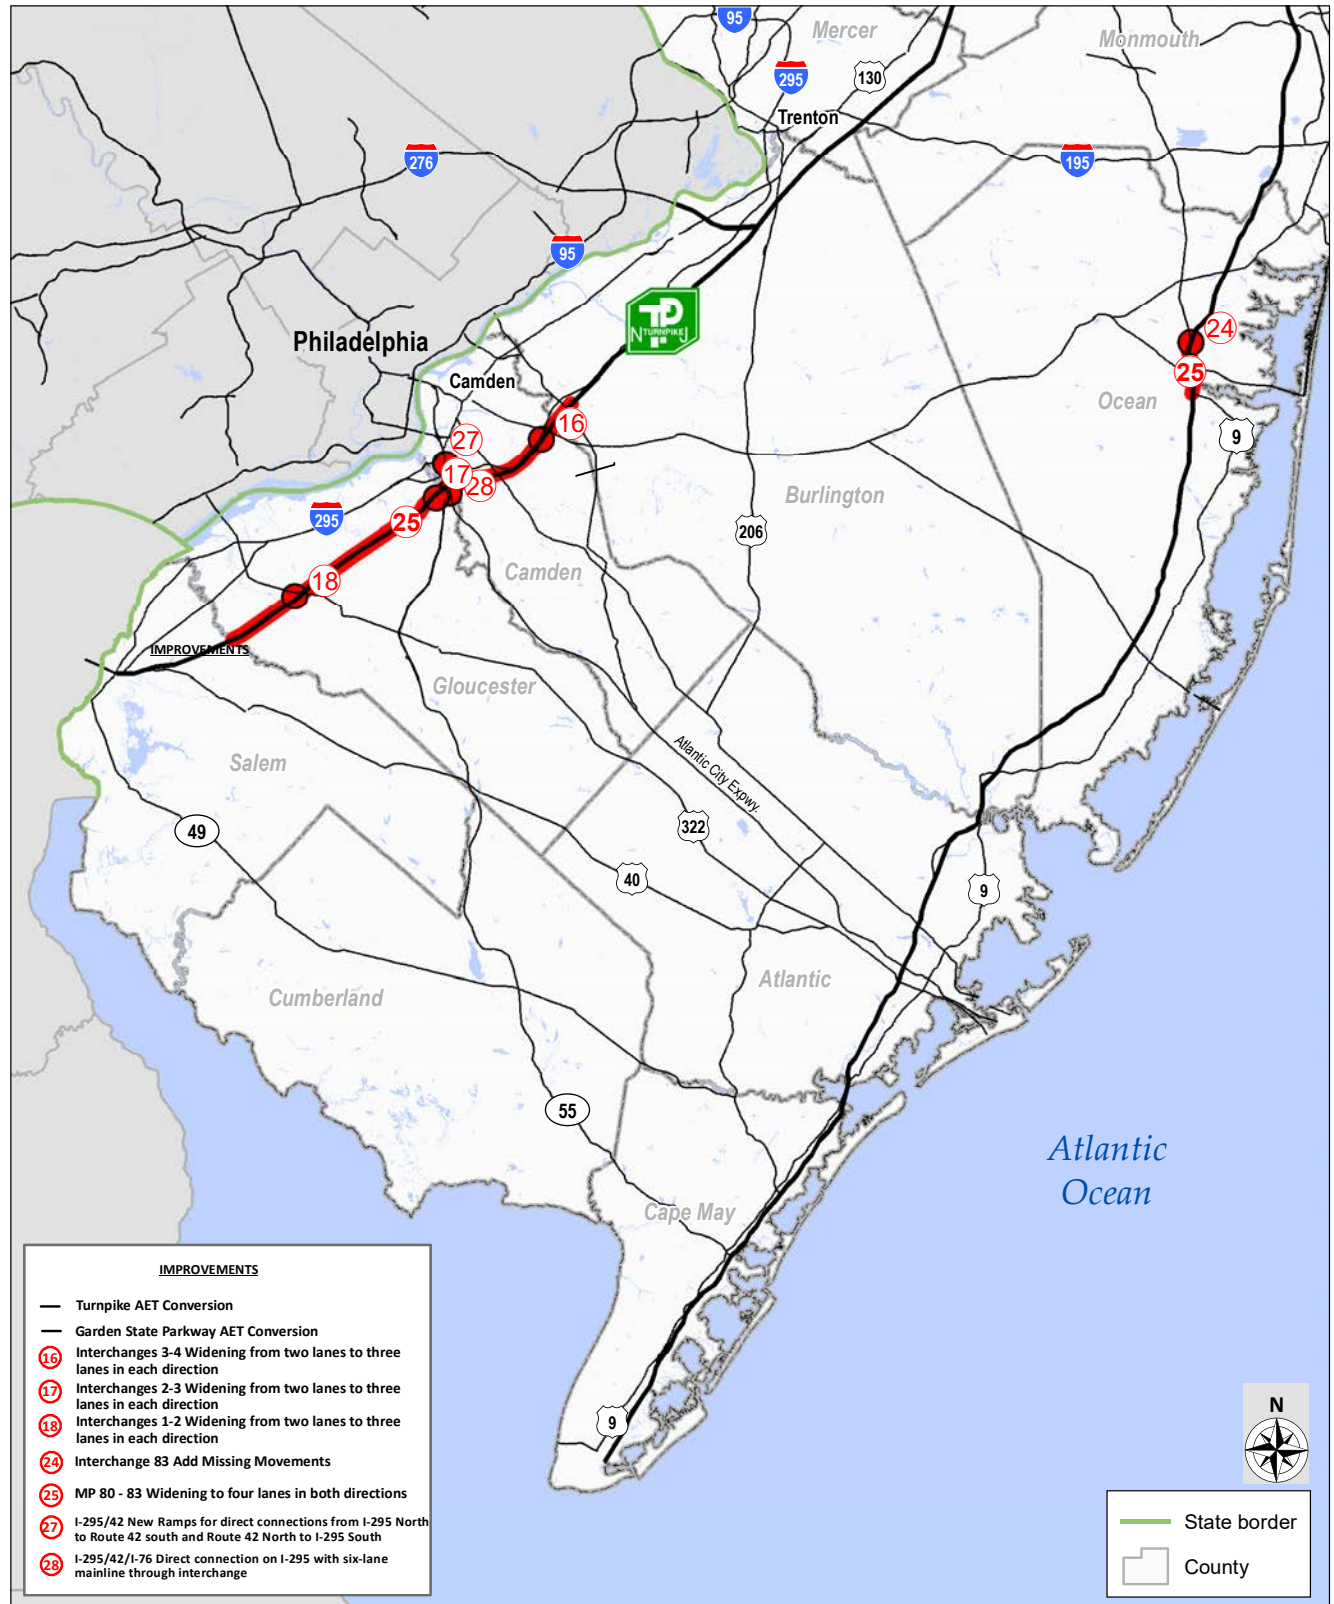 95
Mercer
Monmouth
295
130
Trenton
276
195
95
TP
NTURNPIKEJ
24
Philadelphia
25
Camden
Ocean
16
27
9
17
28
Burlington
295
25
206
Camden
18
IMPROVEMENTS
Gloucester
Atlantic City Expwy.
Salem
49
322
40
9
Atlantic
Cumberland
55
Atlantic
Ocean
Cape May
9
IMPROVEMENTS
Turnpike AET Conversion
Garden State Parkway AET Conversion
16 Interchanges 3-4 Widening from two lanes to three
lanes in each direction
17 Interchanges 2-3 Widening from two lanes to three
lanes in each direction
18 Interchanges 1-2 Widening from two lanes to three
lanes in each direction
24 Interchange 83 Add Missing Movements
25 MP 80 - 83 Widening to four lanes in both directions
27 I-295/42 New Ramps for direct connections from I-295 North
to Route 42 south and Route 42 North to I-295 South
28 I-295/42/I-76 Direct connection on I-295 with six-lane
mainline through interchange
N
State border
County